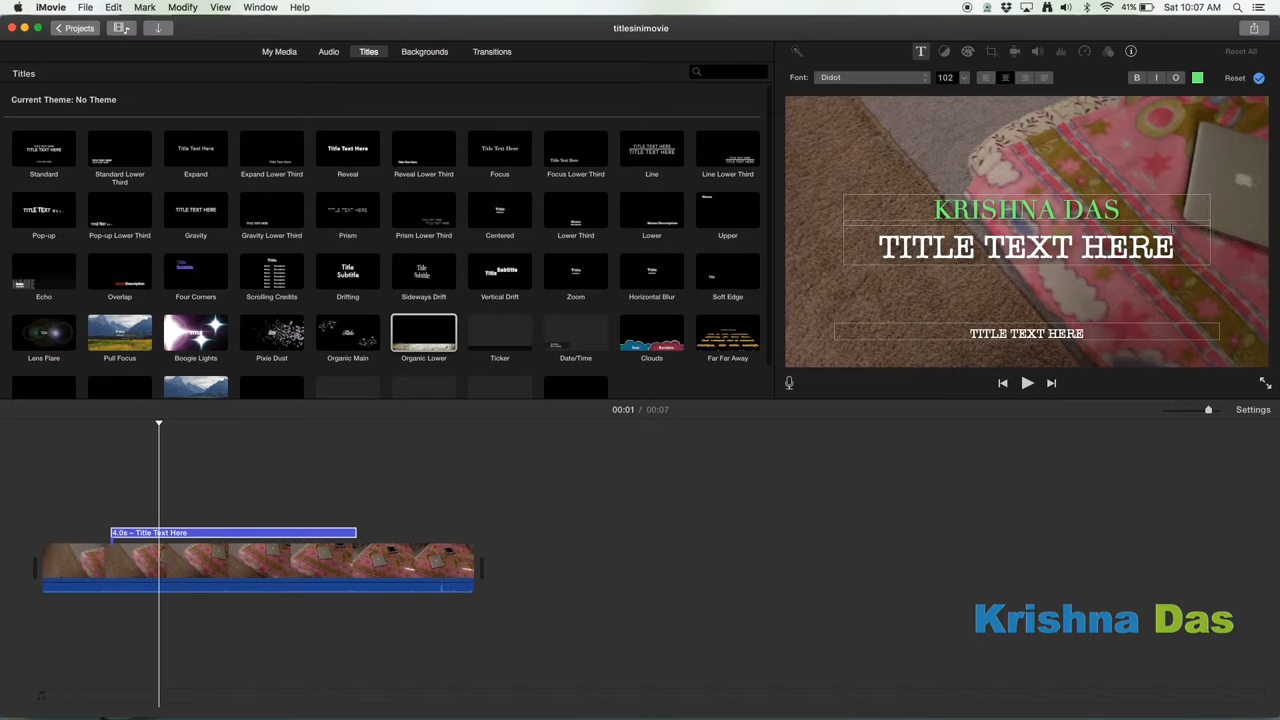 iMovie File Edit Mark Modify View Window Help 41% Sat 10:07 AM
Projects titlesinimovie
My Media Audio Titles Backgrounds Transitions Reset All
Titles
Font: Didot 102 B I O Reset
Current Theme: No Theme
Standard Standard Lower Third Expand Expand Lower Third Reveal Reveal Lower Third Focus Focus Lower Third Line Line Lower Third
Pop-up Pop-up Lower Third Gravity Gravity Lower Third Prism Prism Lower Third Centered Lower Third Lower Upper
Echo Overlap Four Corners Scrolling Credits Drifting Sideways Drift Vertical Drift Zoom Horizontal Blur Soft Edge
Lens Flare Pull Focus Boogie Lights Pixie Dust Organic Main Organic Lower Ticker Date/Time Clouds Far Far Away
KRISHNA DAS
TITLE TEXT HERE
TITLE TEXT HERE
00:01 / 00:07 Settings
4.0s – Title Text Here
Krishna Das